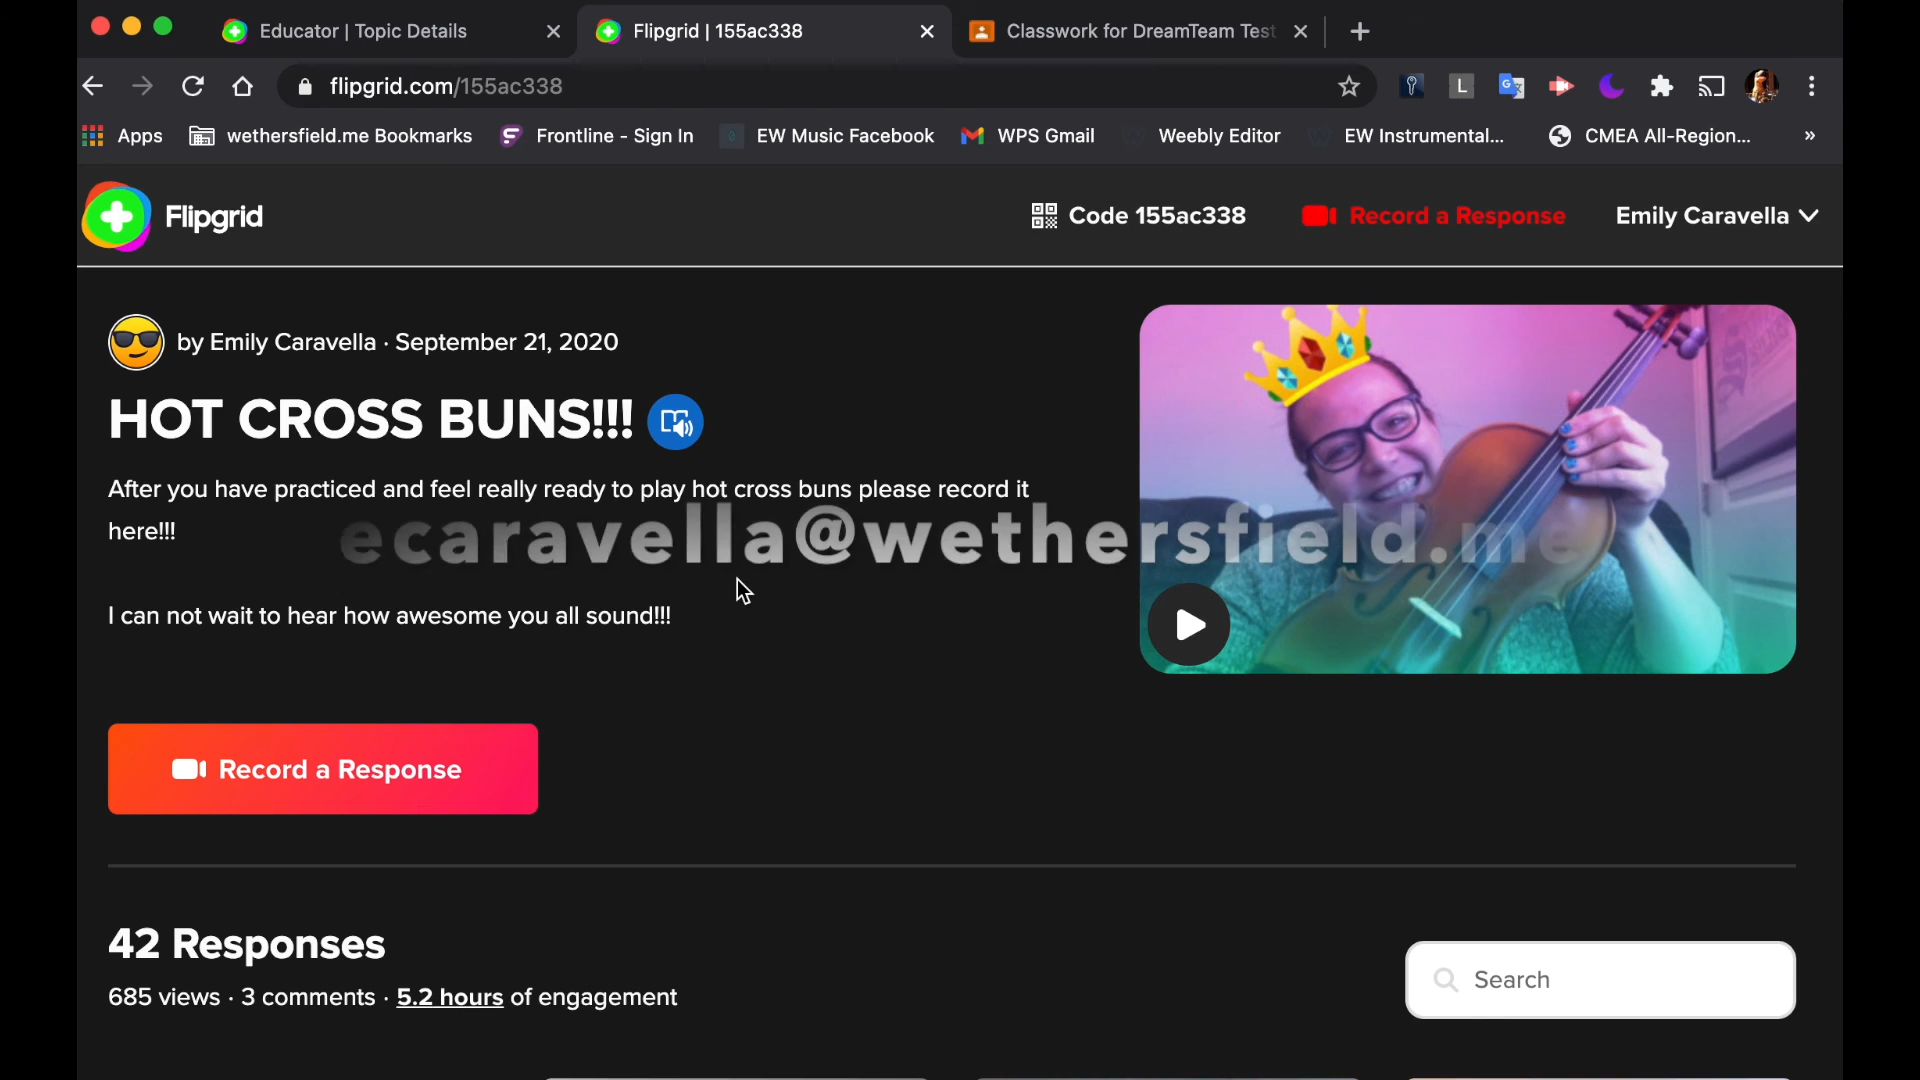 Educator | Topic Details
Flipgrid | 155ac338
Classwork for DreamTeam Test
flipgrid.com/155ac338
L
Apps
wethersfield.me Bookmarks
Frontline - Sign In
EW Music Facebook
WPS Gmail
Weebly Editor
EW Instrumental...
CMEA All-Region...
»
Flipgrid
Code 155ac338
Record a Response
Emily Caravella
by Emily Caravella · September 21, 2020
HOT CROSS BUNS!!!
After you have practiced and feel really ready to play hot cross buns please record it
here!!!
ecaravella@wethersfield.me
I can not wait to hear how awesome you all sound!!!
Record a Response
42 Responses
685 views · 3 comments · 5.2 hours of engagement
Search